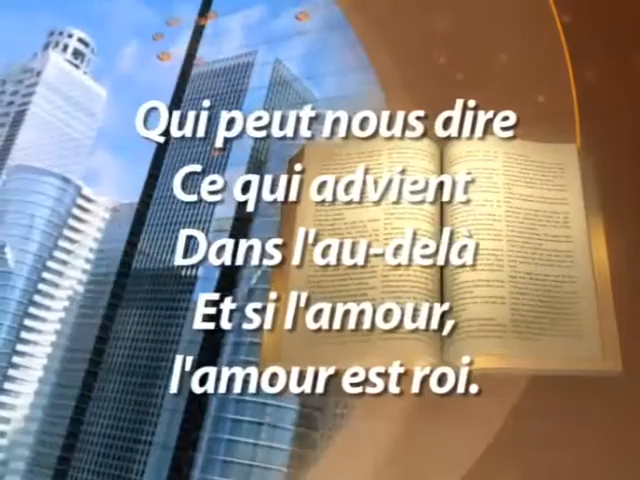 Qui peut nous dire
Ce qui advient
Dans l'au-delà
Et si l'amour,
l'amour est roi.